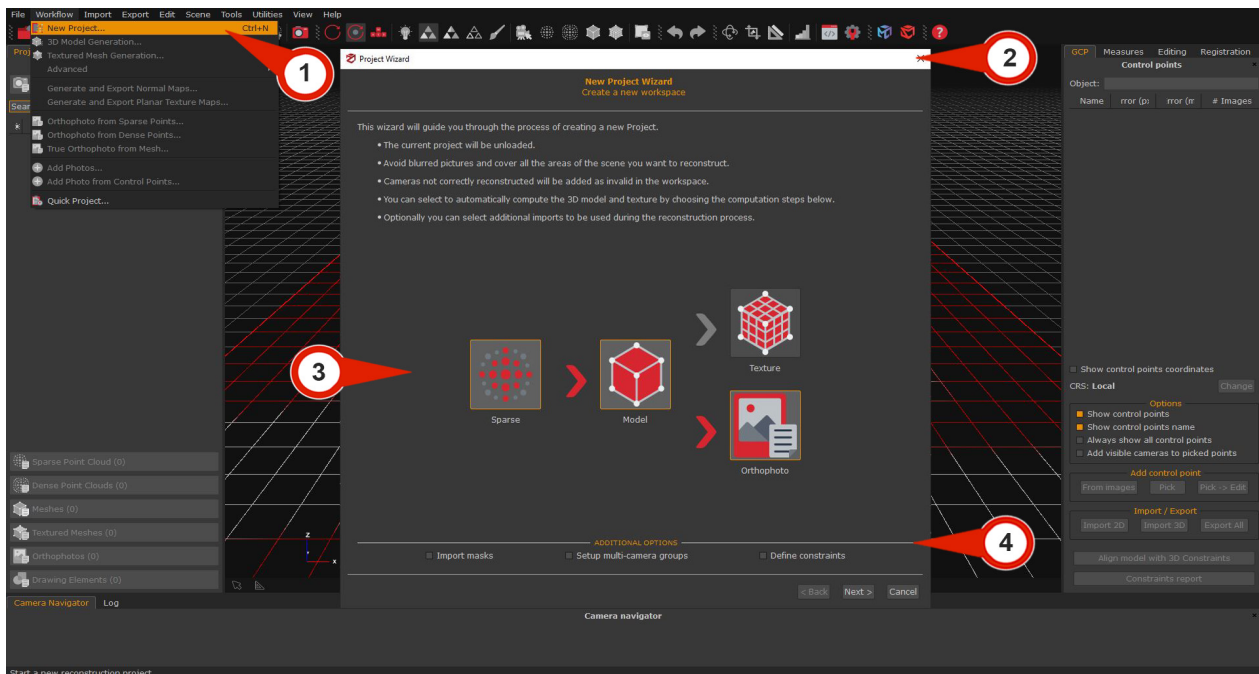 File Workflow Import Export Edit Scene Tools Utilities View Help
New Project... Ctrl+N
3D Model Generation...
Textured Mesh Generation...
Advanced
Generate and Export Normal Maps...
Generate and Export Planar Texture Maps...
Orthophoto from Sparse Points...
Orthophoto from Dense Points...
True Orthophoto from Mesh...
Add Photos...
Add Photo from Control Points...
Quick Project...
1
2
3
4
Project Wizard
New Project Wizard
Create a new workspace
This wizard will guide you through the process of creating a new Project.
• The current project will be unloaded.
• Avoid blurred pictures and cover all the areas of the scene you want to reconstruct.
• Cameras not correctly reconstructed will be added as invalid in the workspace.
• You can select to automatically compute the 3D model and texture by choosing the computation steps below.
• Optionally you can select additional imports to be used during the reconstruction process.
Sparse
Model
Texture
Orthophoto
ADDITIONAL OPTIONS
Import masks Setup multi-camera groups Define constraints
< Back Next > Cancel
GCP Measures Editing Registration
Control points
Object:
Name rror (pi rror (m # Images
Show control points coordinates
CRS: Local Change
Options
Show control points
Show control points name
Always show all control points
Add visible cameras to picked points
Add control point
From images Pick Pick -> Edit
Import / Export
Import 2D Import 3D Export All
Align model with 3D Constraints
Constraints report
Sparse Point Cloud (0)
Dense Point Clouds (0)
Meshes (0)
Textured Meshes (0)
Orthophotos (0)
Drawing Elements (0)
z
x
Camera Navigator Log
Camera navigator
Start a new reconstruction project